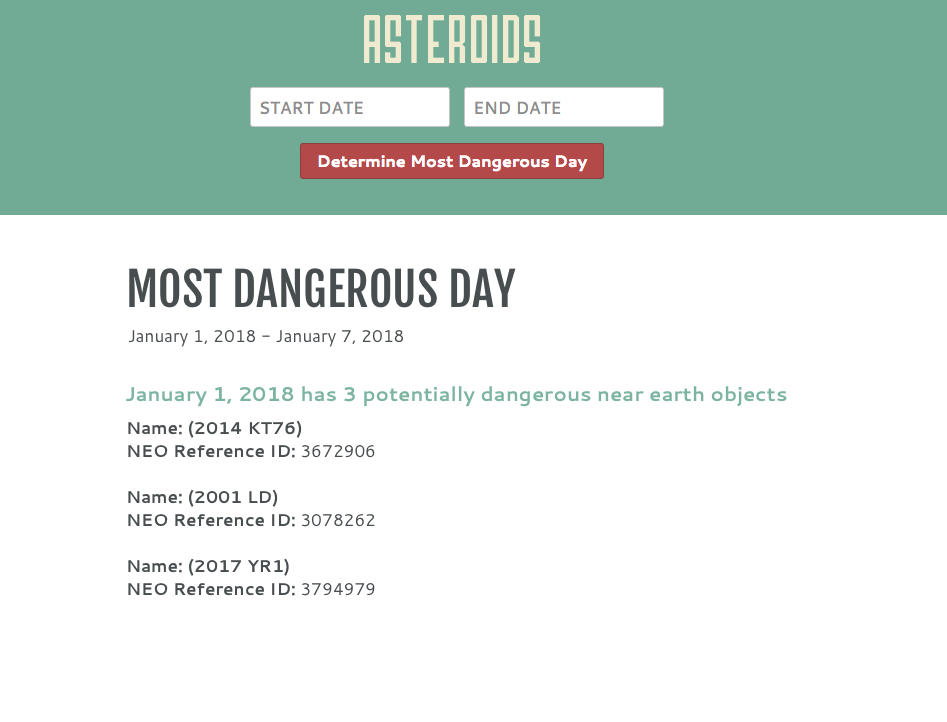 ASTEROIDS
START DATE END DATE
Determine Most Dangerous Day
MOST DANGEROUS DAY
January 1, 2018 - January 7, 2018
January 1, 2018 has 3 potentially dangerous near earth objects
Name: (2014 KT76)
NEO Reference ID: 3672906
Name: (2001 LD)
NEO Reference ID: 3078262
Name: (2017 YR1)
NEO Reference ID: 3794979